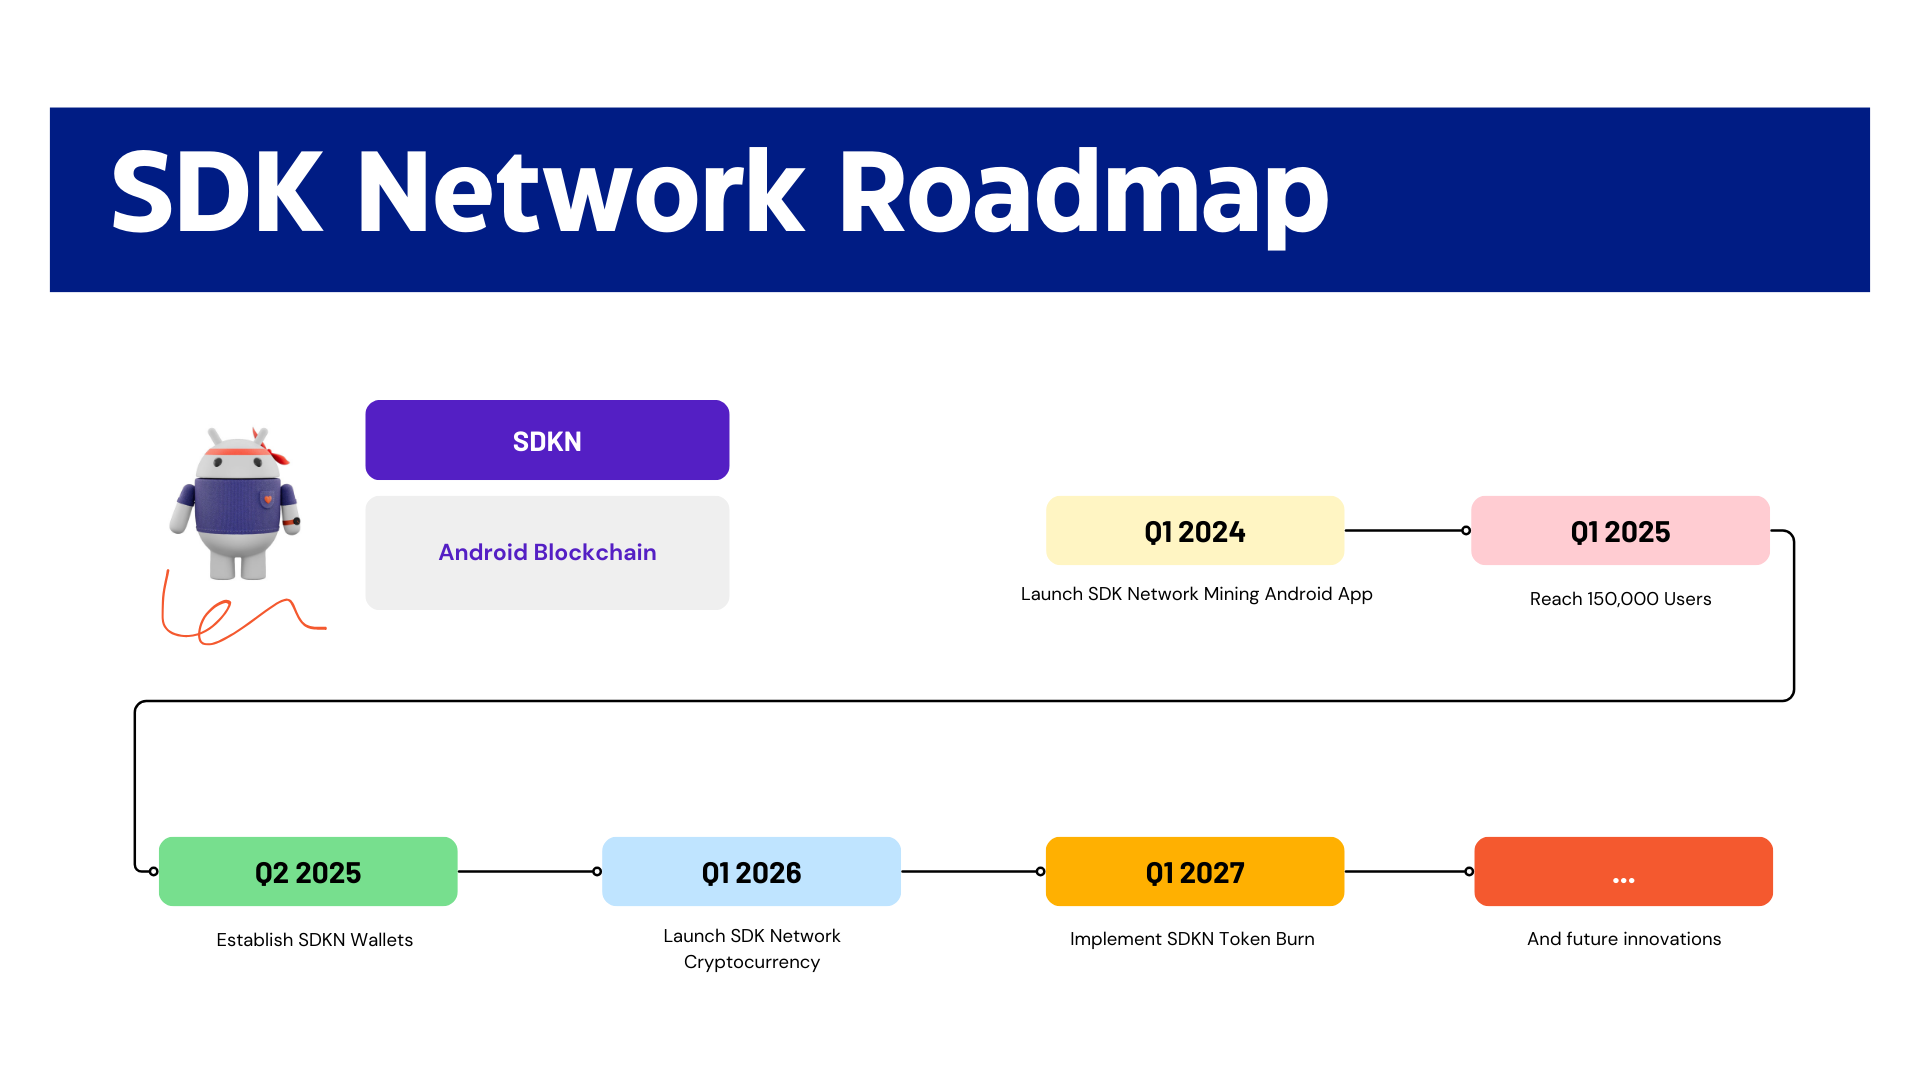 SDK Network Roadmap
SDKN
Android Blockchain
Q1 2024
Launch SDK Network Mining Android App
Q1 2025
Reach 150,000 Users
Q2 2025
Establish SDKN Wallets
Q1 2026
Launch SDK Network
Cryptocurrency
Q1 2027
Implement SDKN Token Burn
...
And future innovations